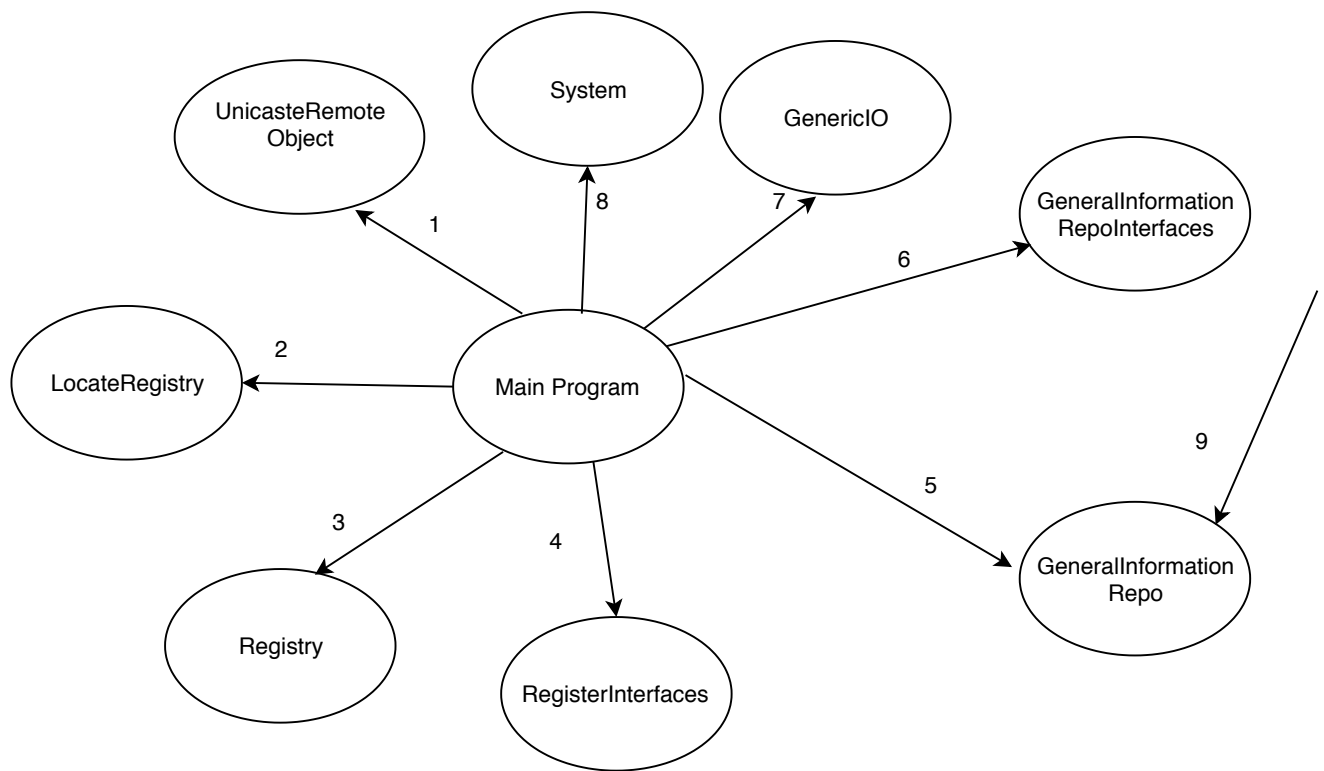 System
UnicasteRemote
Object
GenericIO
GeneralInformation
RepoInterfaces
1
8
7
6
2
LocateRegistry
Main Program
9
5
3
4
GeneralInformation
Repo
Registry
RegisterInterfaces